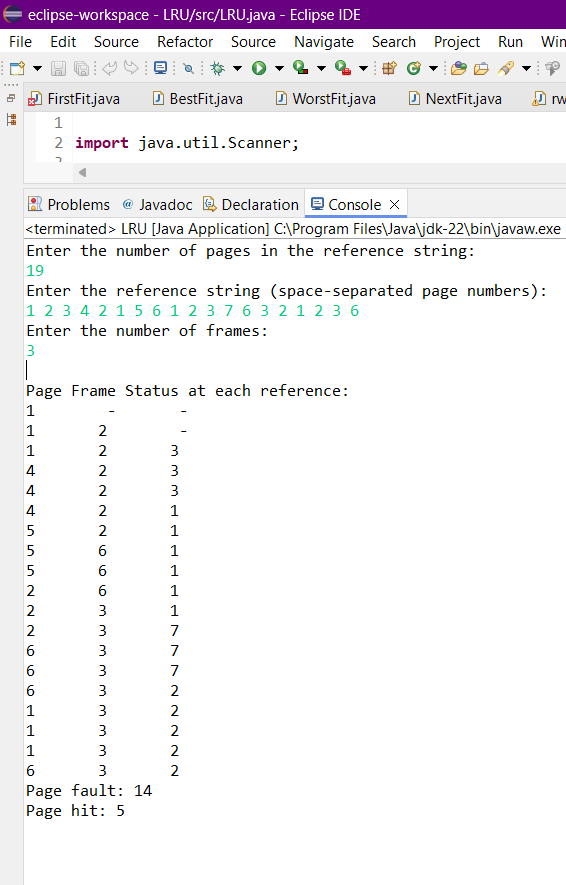 eclipse-workspace - LRU/src/LRU.java - Eclipse IDE
File Edit Source Refactor Source Navigate Search Project Run Win
FirstFit.java BestFit.java WorstFit.java NextFit.java rw
1
2 import java.util.Scanner;
Problems Javadoc Declaration Console
<terminated> LRU [Java Application] C:\Program Files\Java\jdk-22\bin\javaw.exe
Enter the number of pages in the reference string:
19
Enter the reference string (space-separated page numbers):
1 2 3 4 2 1 5 6 1 2 3 7 6 3 2 1 2 3 6
Enter the number of frames:
3
Page Frame Status at each reference:
1 - -
1 2 -
1 2 3
4 2 3
4 2 3
4 2 1
5 2 1
5 6 1
5 6 1
2 6 1
2 3 1
2 3 7
6 3 7
6 3 7
6 3 2
1 3 2
1 3 2
1 3 2
6 3 2
Page fault: 14
Page hit: 5